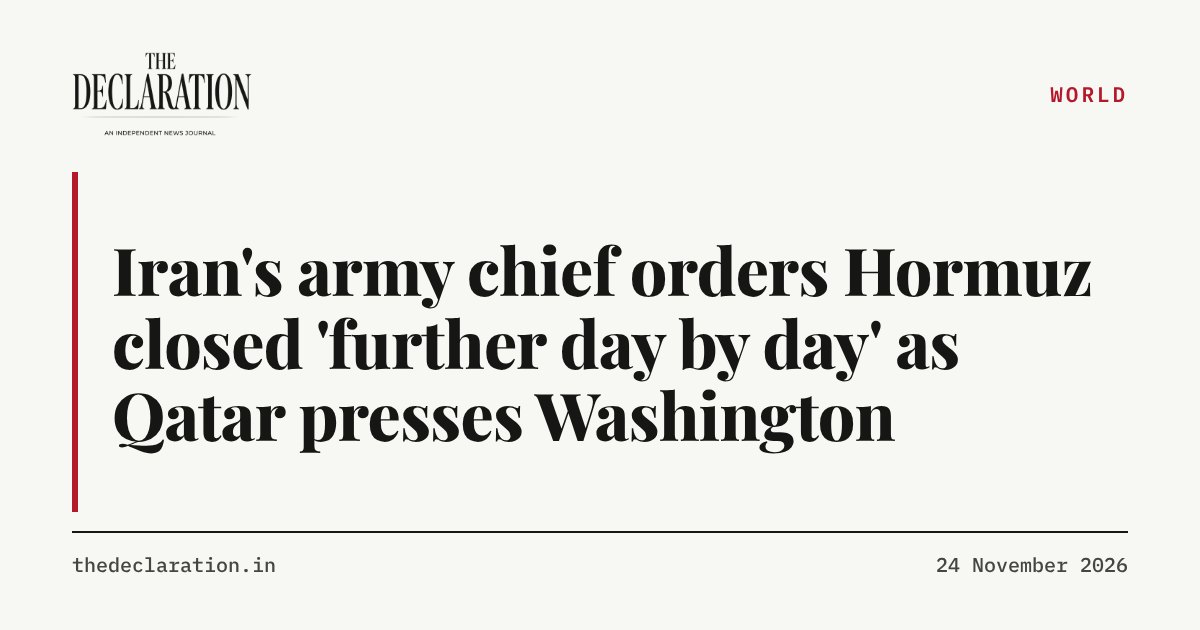 THE
DECLARATION
AN INDEPENDENT NEWS JOURNAL
WORLD
Iran's army chief orders Hormuz
closed 'further day by day' as
Qatar presses Washington
thedeclaration.in
24 November 2026